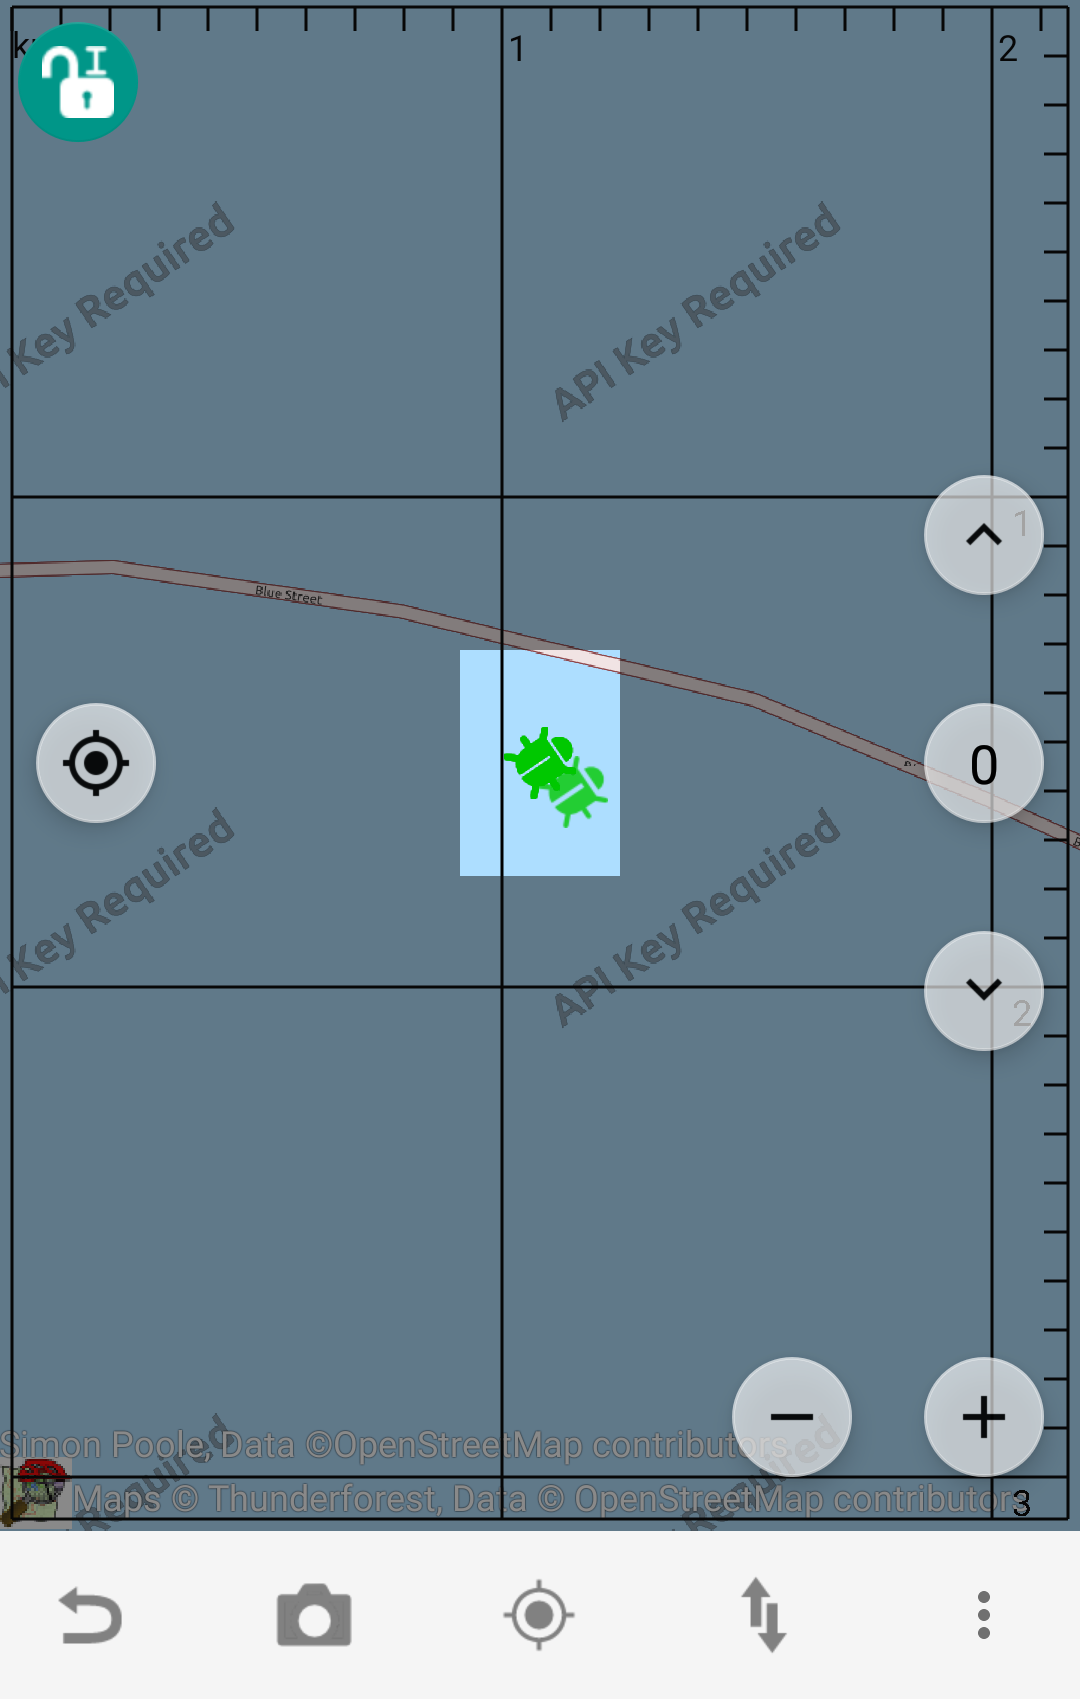 1
2
I
Key Required
API Key Required
1
Blue Street
0
Key Required
API Key Required
2
Simon Poole, Data ©OpenStreetMap contributors
Maps © Thunderforest, Data © OpenStreetMap contributors
3